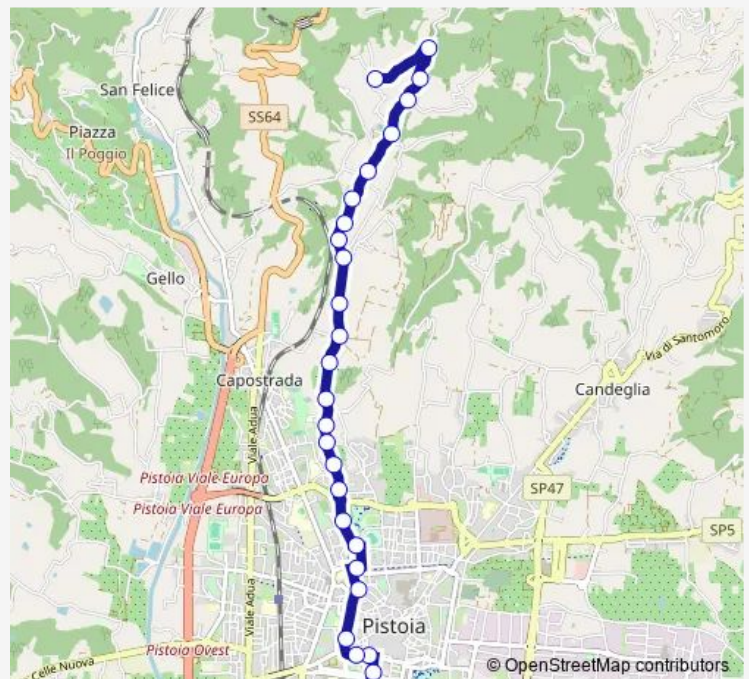 San Felice
SS64
Piazza
Il Poggio
Gello
Via di Santomoro
Capostrada
Candeglia
Viale Adua
Pistoia Viale Europa
Pistoia Viale Europa
SP47
SP5
Viale Adua
Pistoia
Pistoia Ovest
Celle Nuova
© OpenStreetMap contributors